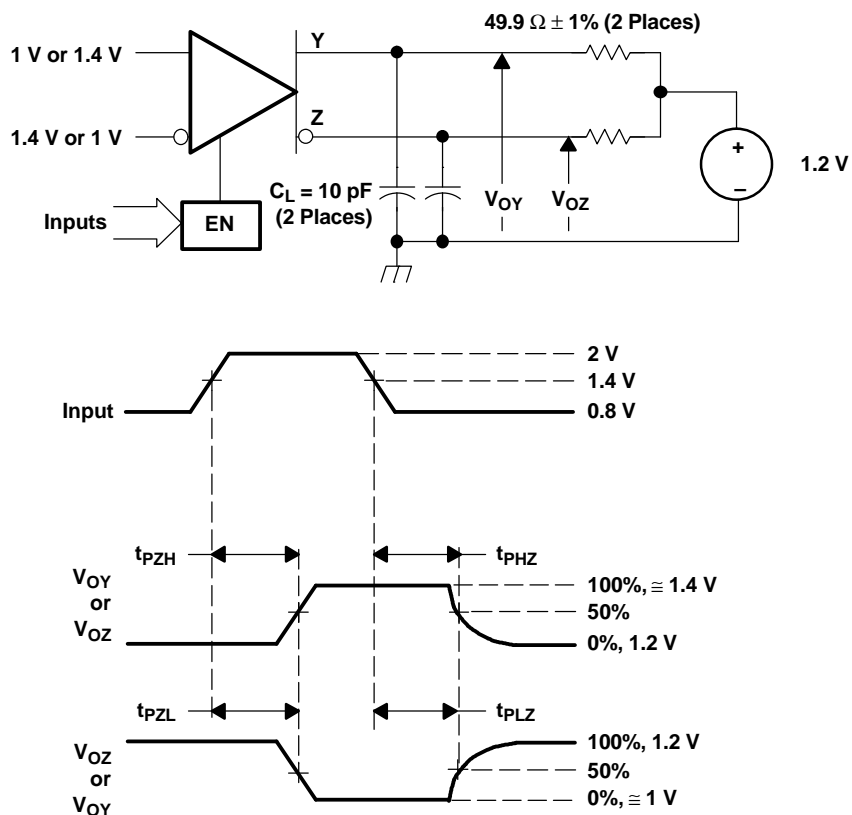 49.9 Ω ± 1% (2 Places)
Y
1 V or 1.4 V
Z
1.4 V or 1 V
+
1.2 V
–
C_L = 10 pF
(2 Places)
V_OY
V_OZ
Inputs
EN
2 V
1.4 V
Input
0.8 V
t_PZH
t_PHZ
V_OY
or
V_OZ
100%, ≅ 1.4 V
50%
0%, 1.2 V
t_PZL
t_PLZ
V_OZ
or
V_OY
100%, 1.2 V
50%
0%, ≅ 1 V